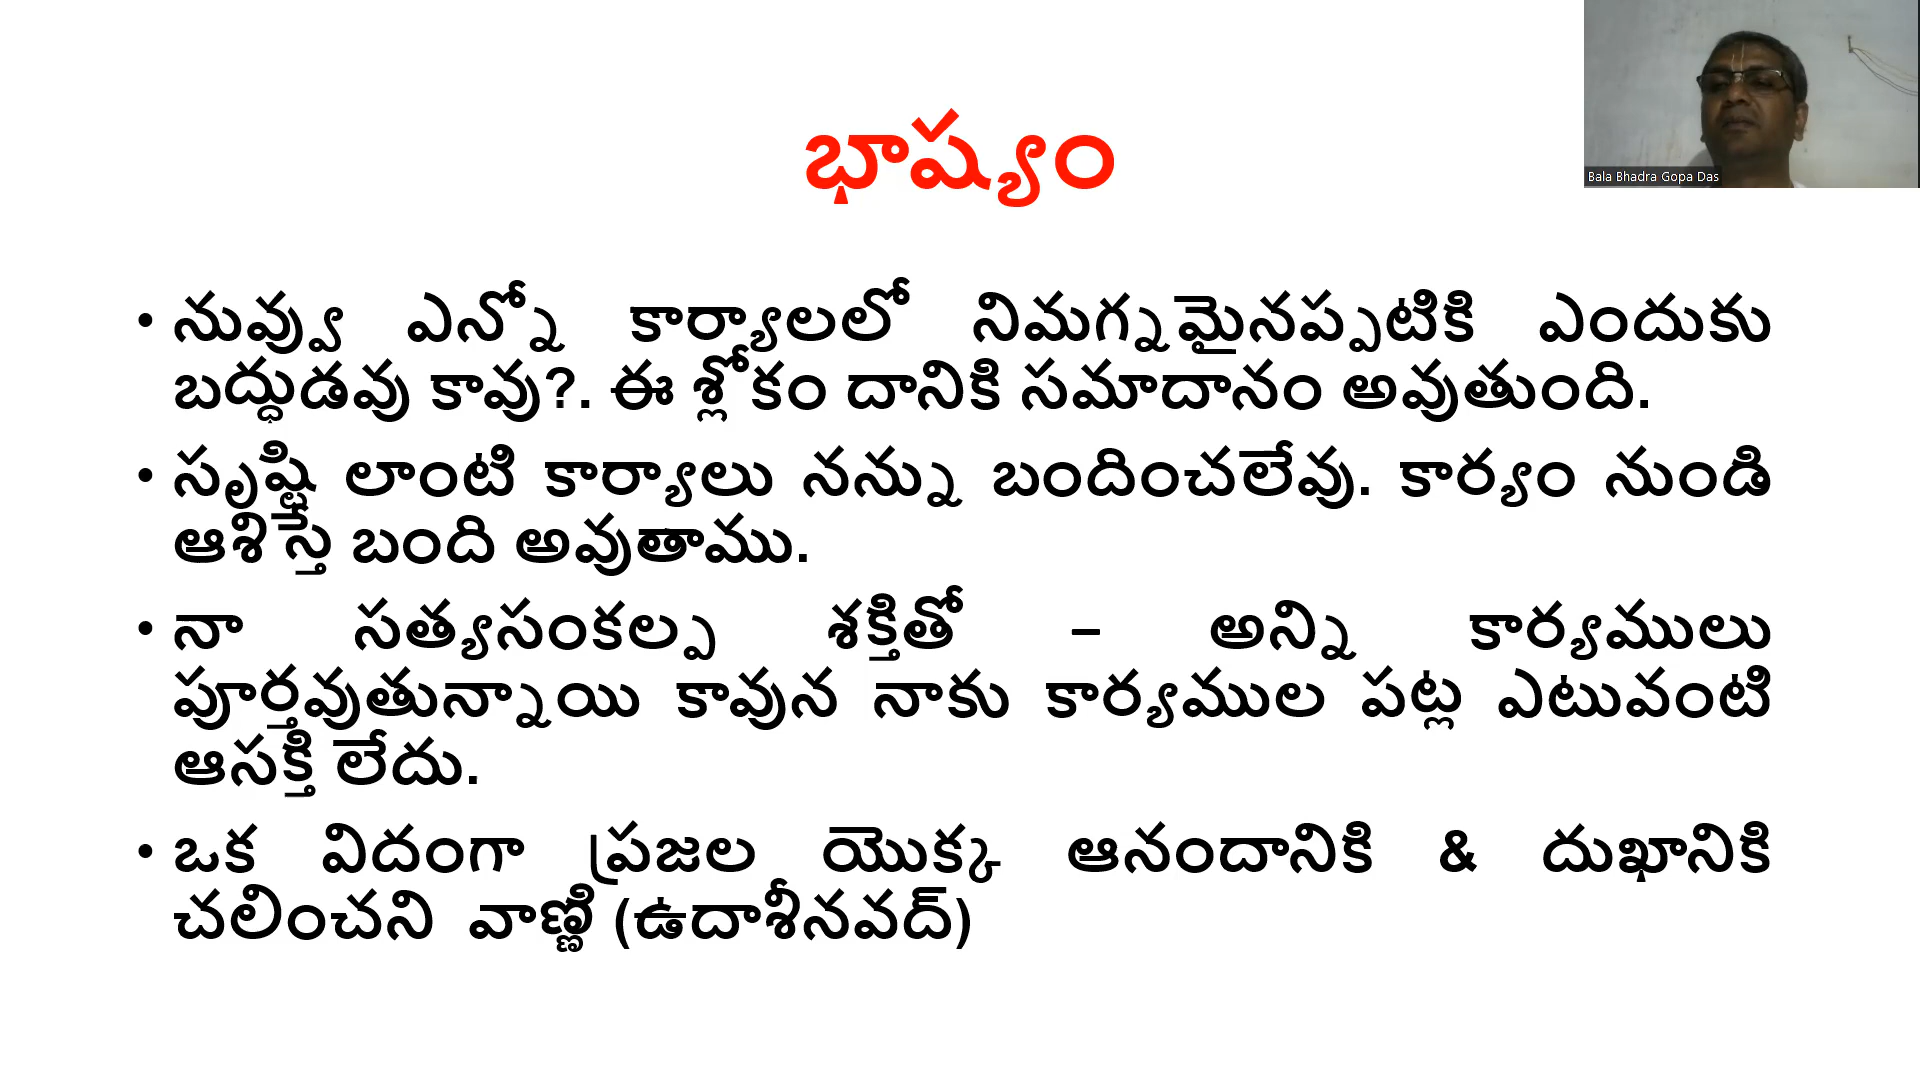 భాష్యం
Bala Bhadra Gopa Das
• నువ్వు ఎన్నో కార్యాలలో నిమగ్నమైనప్పటికి ఎందుకు
బద్ధుడవు కావు?. ఈ శ్లోకం దానికి సమాదానం అవుతుంది.
• సృష్టి లాంటి కార్యాలు నన్ను బందించలేవు. కార్యం నుండి
ఆశిస్తే బంది అవుతాము.
• నా సత్యసంకల్ప శక్తితో – అన్ని కార్యములు
పూర్తవుతున్నాయి కావున నాకు కార్యముల పట్ల ఎటువంటి
ఆసక్తి లేదు.
• ఒక విదంగా ప్రజల యొక్క ఆనందానికి & దుఖానికి
చలించని వాణ్ణి (ఉదాశీనవద్)